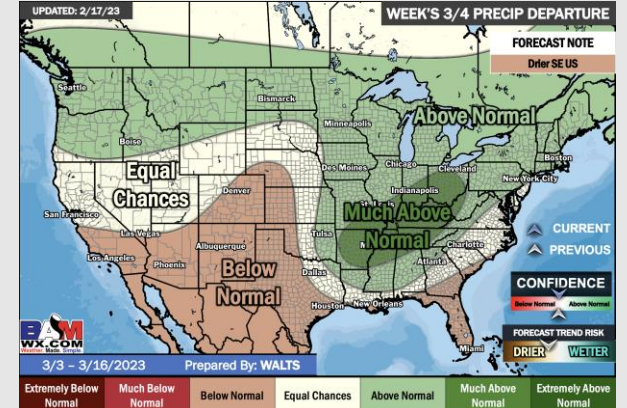 UPDATED: 2/17/23
WEEK'S 3/4 PRECIP DEPARTURE
FORECAST NOTE
Drier SE US
Seattle
Bismarck
Above Normal
Minneapolis
Boise
Equal
Chances
Des Moines
Chicago
Cleveland
Boston
New York City
Denver
Indianapolis
San Francisco
Much Above
Normal
Las Vegas
Tulsa
CURRENT
PREVIOUS
Los Angeles
Phoenix
Albuquerque
Charlotte
Atlanta
Below
Normal
Dallas
CONFIDENCE
Below Normal
Above Normal
Houston
New Orleans
BAM
WX.COM
Weather. Made. Simple.
FORECAST TREND RISK
DRIER
WETTER
Miami
3/3 – 3/16/2023
Prepared By: WALTS
Extremely Below
Normal
Much Below
Normal
Below Normal
Equal Chances
Above Normal
Much Above
Normal
Extremely Above
Normal